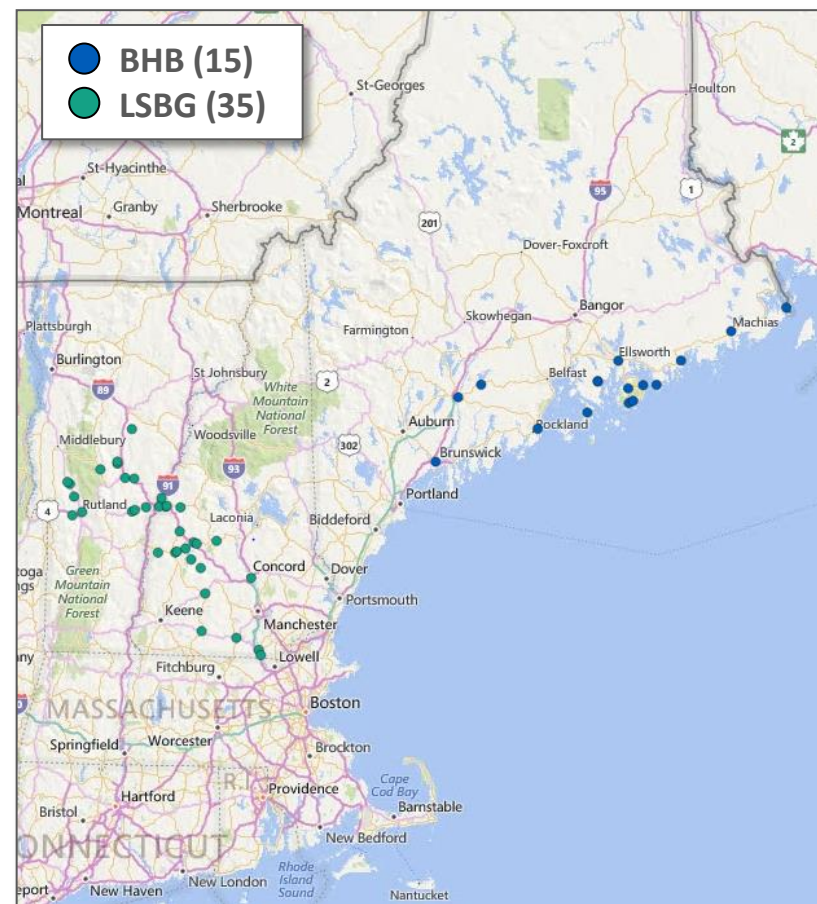 BHB (15)
LSBG (35)
St-Georges
Houlton
2
St-Hyacinthe
al
Montreal
Granby
Sherbrooke
95
1
201
Dover-Foxcroft
Plattsburgh
Bangor
Skowhegan
Machias
Farmington
Ellsworth
Burlington
St Johnsbury
2
Belfast
89
White
Mountain
National
Forest
Auburn
Rockland
Middlebury
Woodsville
302
93
Brunswick
91
Rutland
4
Portland
Laconia
Biddeford
Concord
Dover
Green
Mountain
National
Forest
Portsmouth
Keene
Manchester
Lowell
Fitchburg
MASSACHUSETTS
Boston
Springfield
Worcester
Brockton
R.I.
Cape
Cod Bay
Providence
Hartford
Barnstable
Bristol
New Bedford
ONNECTICUT
Rhode
Island
Sound
eport
New Haven
New London
Nantucket